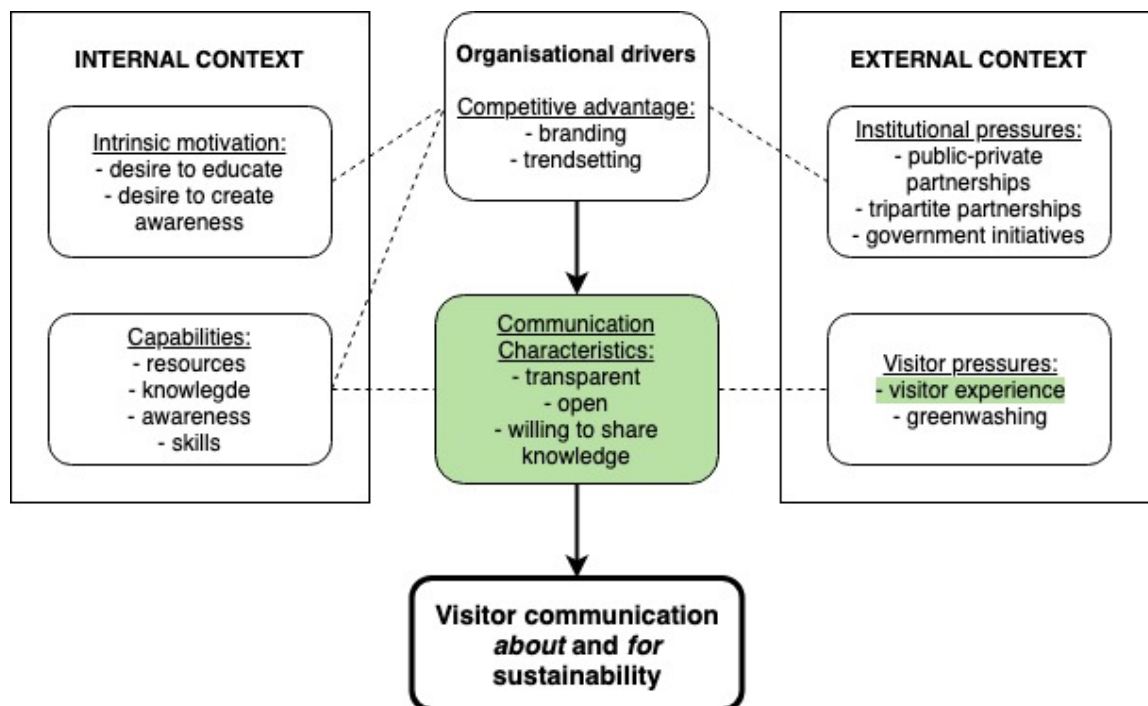 INTERNAL CONTEXT
Intrinsic motivation:
- desire to educate
- desire to create
awareness
Capabilities:
- resources
- knowlegde
- awareness
- skills
Organisational drivers
Competitive advantage:
- branding
- trendsetting
Communication
Characteristics:
- transparent
- open
- willing to share
knowledge
Visitor communication
about and for
sustainability
EXTERNAL CONTEXT
Institutional pressures:
- public-private
partnerships
- tripartite partnerships
- government initiatives
Visitor pressures:
- visitor experience
- greenwashing